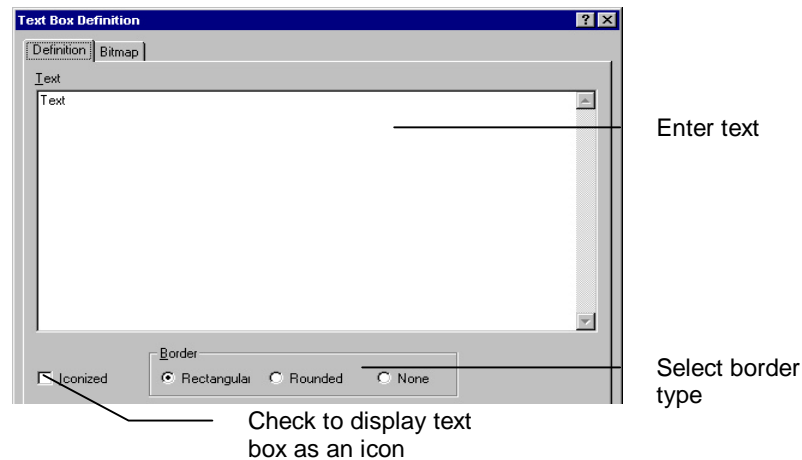 Text Box Definition
Definition Bitmap
Text
Text
Enter text
Border
Iconized Rectangular Rounded None
Select border
type
Check to display text
box as an icon